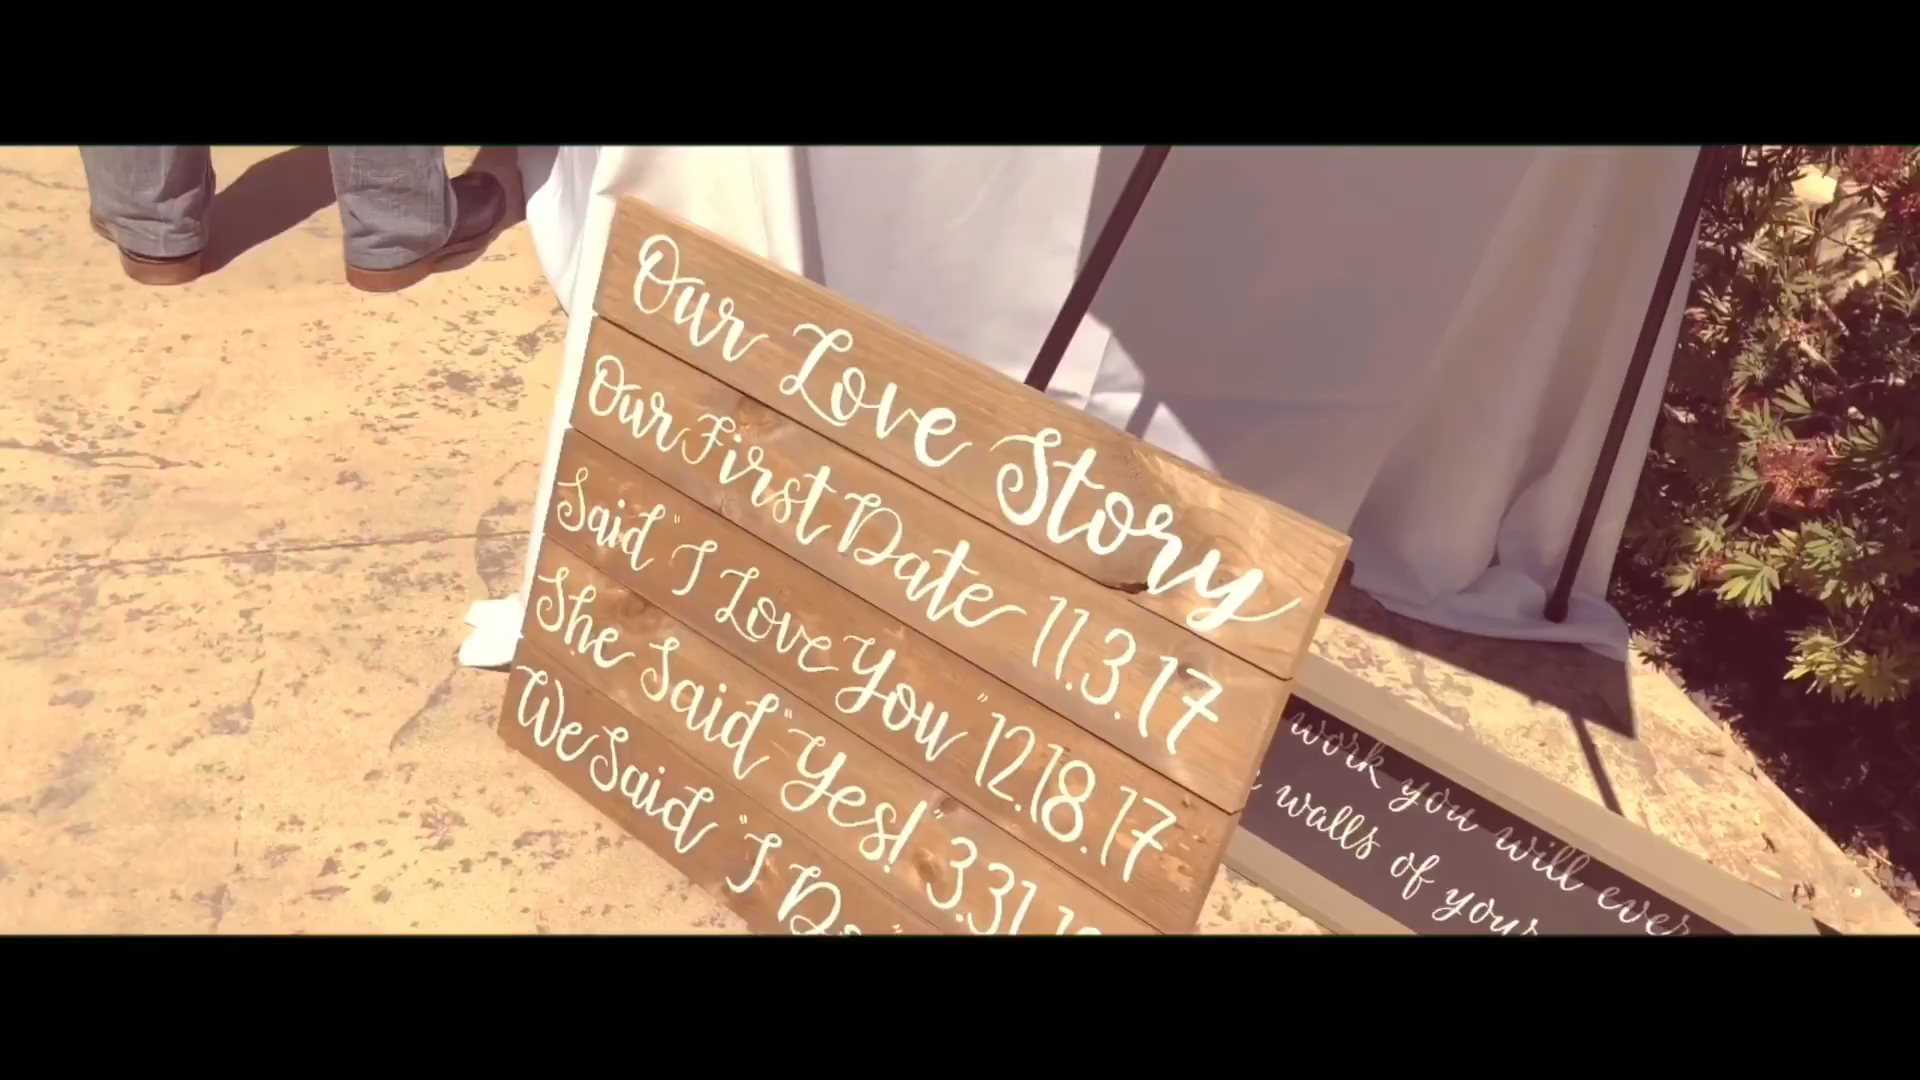 Our Love Story
Our First Date 11.3.17
Said "I Love You" 12.18.17
She Said "Yes!" 3.31.
We Said "I Do"
work you will ever
walls of your